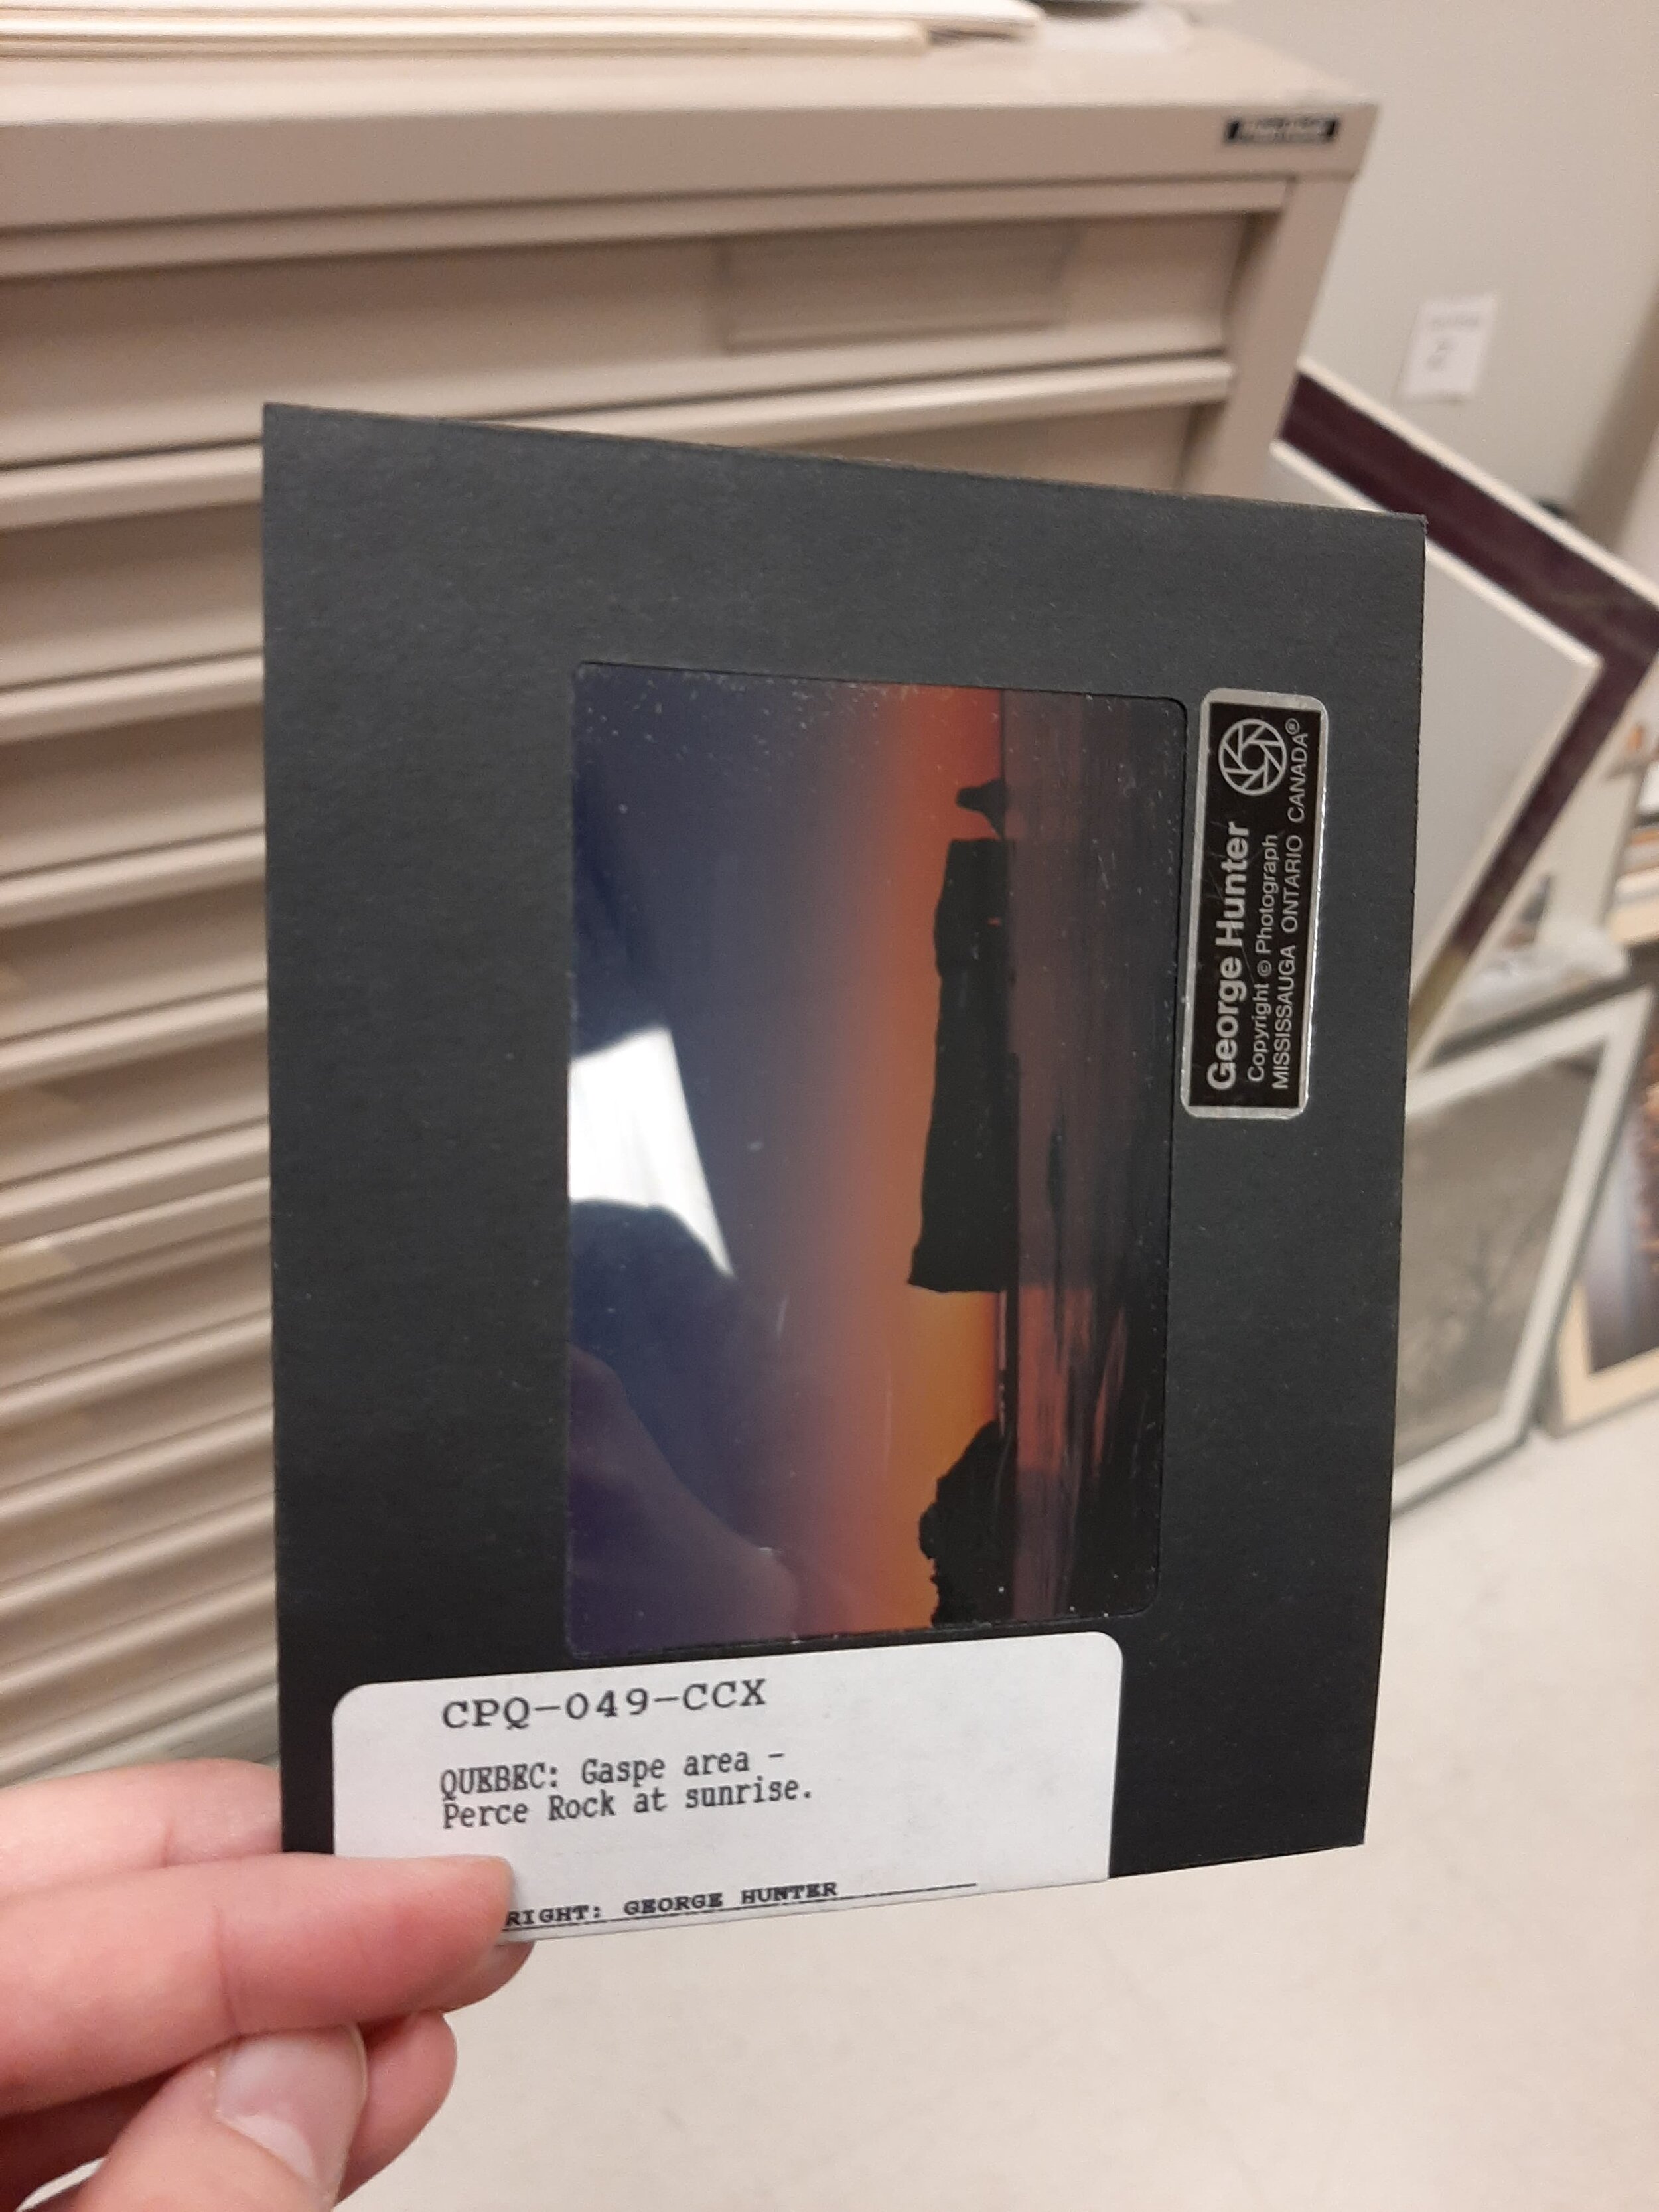 George Hunter
Copyright © Photograph
MISSISSAUGA ONTARIO CANADA®
CPQ-049-CCX
QUEBEC: Gaspe area -
Perce Rock at sunrise.
RIGHT: GEORGE HUNTER